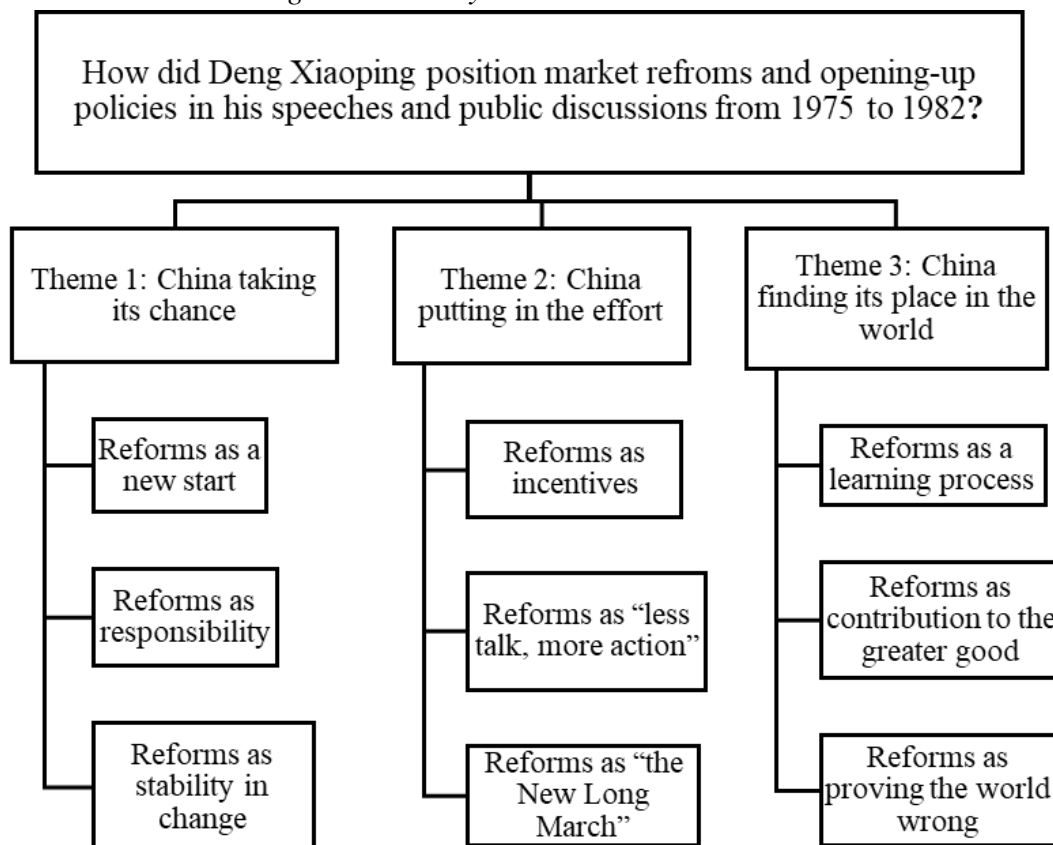 How did Deng Xiaoping position market refroms and opening-up
policies in his speeches and public discussions from 1975 to 1982?
Theme 1: China taking
its chance
Reforms as a
new start
Reforms as
responsibility
Reforms as
stability in
change
Theme 2: China
putting in the effort
Reforms as
incentives
Reforms as “less
talk, more action”
Reforms as “the
New Long
March”
Theme 3: China
finding its place in the
world
Reforms as a
learning process
Reforms as
contribution to the
greater good
Reforms as
proving the world
wrong